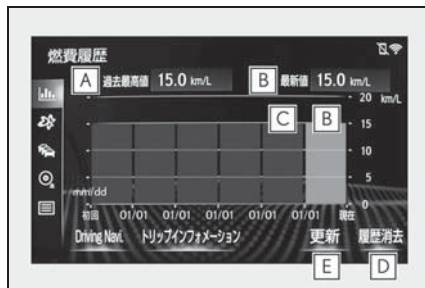 燃費履歴
A 過去最高値 15.0 km/L B 最新値 15.0 km/L
20 km/L
C B
15
10
5
mm/dd
0
初回 01/01 01/01 01/01 01/01 01/01 現在
Driving Navi. トリップインフォメーション 更新 履歴消去
E D